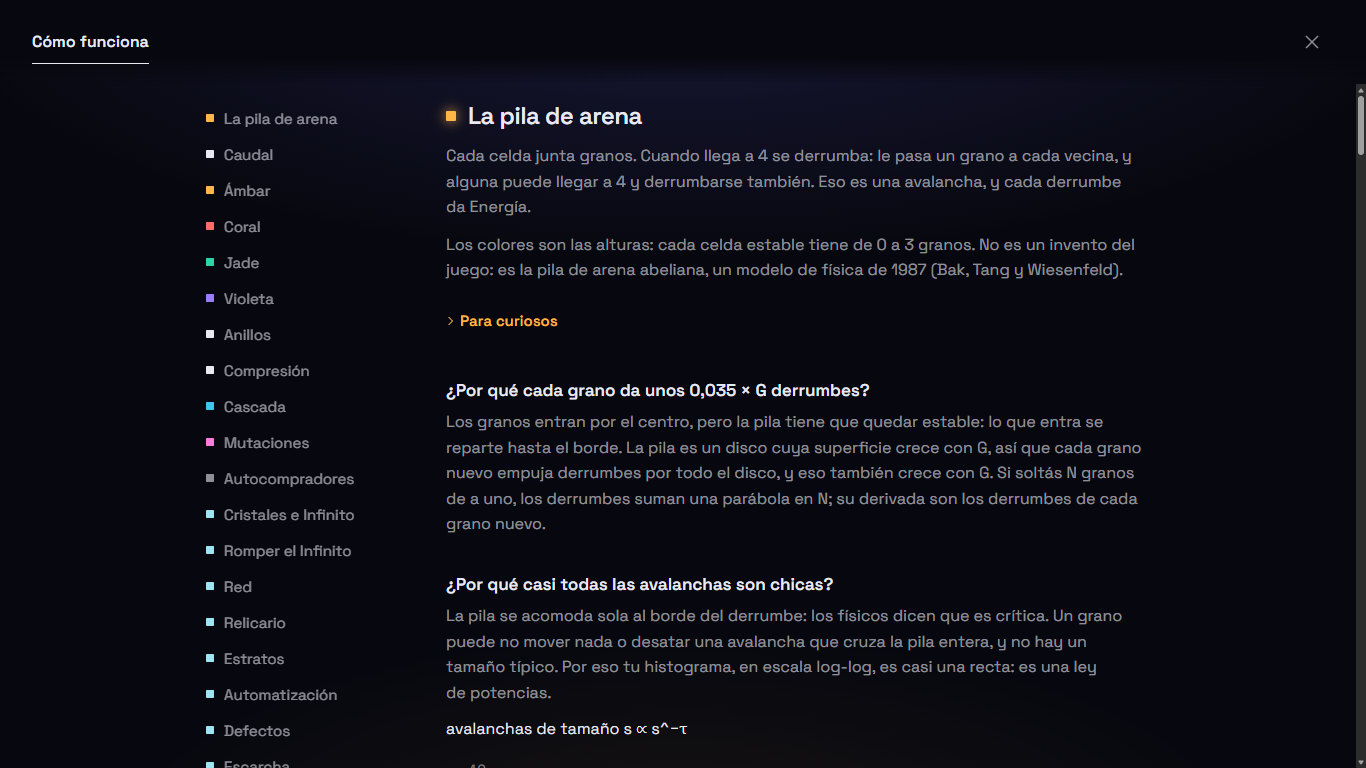 Cómo funciona
La pila de arena
Caudal
Ámbar
Coral
Jade
Violeta
Anillos
Compresión
Cascada
Mutaciones
Autocompradores
Cristales e Infinito
Romper el Infinito
Red
Relicario
Estratos
Automatización
Defectos
Escarcha
La pila de arena
Cada celda junta granos. Cuando llega a 4 se derrumba: le pasa un grano a cada vecina, y
alguna puede llegar a 4 y derrumbarse también. Eso es una avalancha, y cada derrumbe
da Energía.
Los colores son las alturas: cada celda estable tiene de 0 a 3 granos. No es un invento del
juego: es la pila de arena abeliana, un modelo de física de 1987 (Bak, Tang y Wiesenfeld).
> Para curiosos
¿Por qué cada grano da unos 0,035 × G derrumbes?
Los granos entran por el centro, pero la pila tiene que quedar estable: lo que entra se
reparte hasta el borde. La pila es un disco cuya superficie crece con G, así que cada grano
nuevo empuja derrumbes por todo el disco, y eso también crece con G. Si soltás N granos
de a uno, los derrumbes suman una parábola en N; su derivada son los derrumbes de cada
grano nuevo.
¿Por qué casi todas las avalanchas son chicas?
La pila se acomoda sola al borde del derrumbe: los físicos dicen que es crítica. Un grano
puede no mover nada o desatar una avalancha que cruza la pila entera, y no hay un
tamaño típico. Por eso tu histograma, en escala log-log, es casi una recta: es una ley
de potencias.
avalanchas de tamaño s ∝ s^−τ